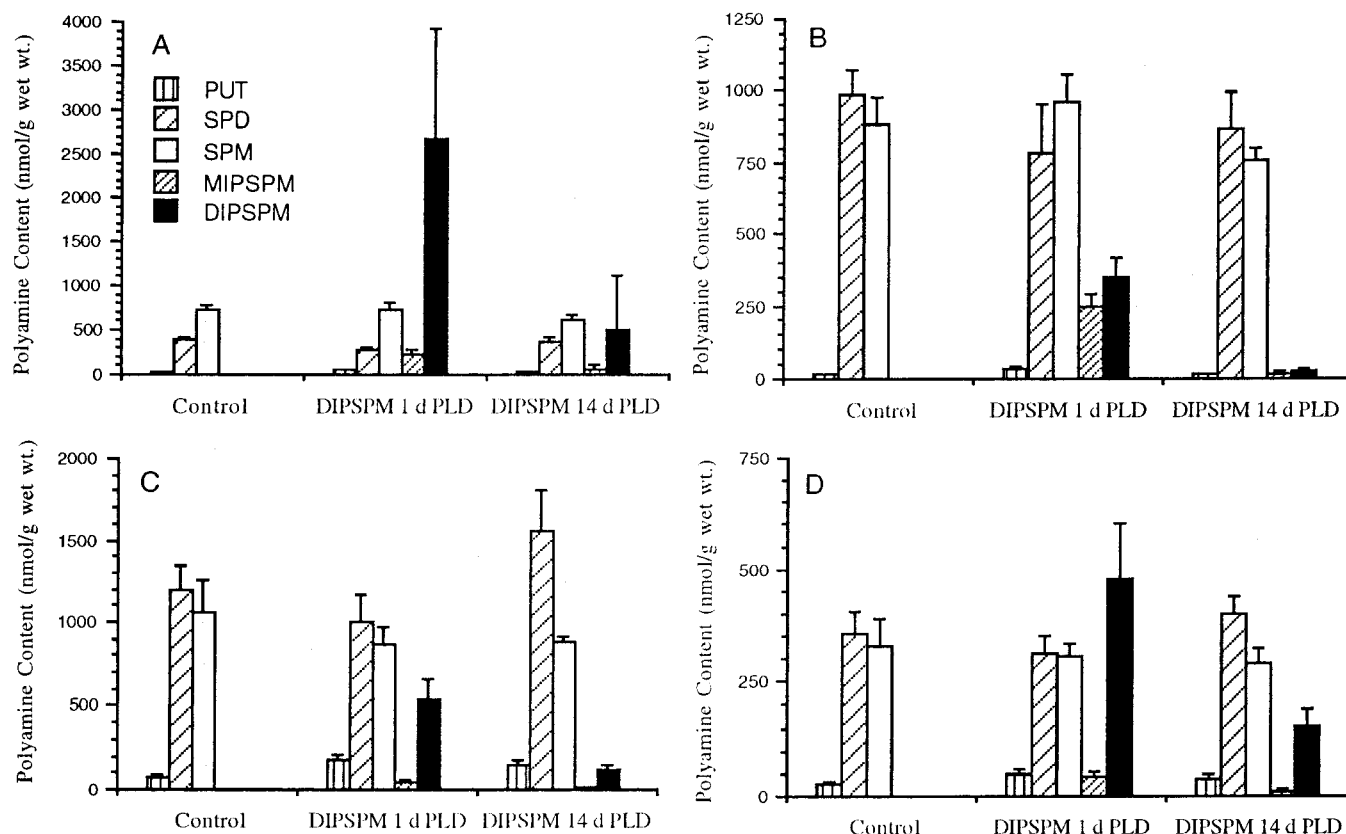 A
Polyamine Content (nmol/g wet wt.)
4000
3500
3000
2500
2000
1500
1000
500
0
PUT
SPD
SPM
MIPSPM
DIPSPM
Control
DIPSPM 1 d PLD
DIPSPM 14 d PLD
B
Polyamine Content (nmol/g wet wt.)
1250
1000
750
500
250
0
Control
DIPSPM 1 d PLD
DIPSPM 14 d PLD
C
Polyamine Content (nmol/g wet wt.)
2000
1500
1000
500
0
Control
DIPSPM 1 d PLD
DIPSPM 14 d PLD
D
Polyamine Content (nmol/g wet wt.)
750
500
250
0
Control
DIPSPM 1 d PLD
DIPSPM 14 d PLD